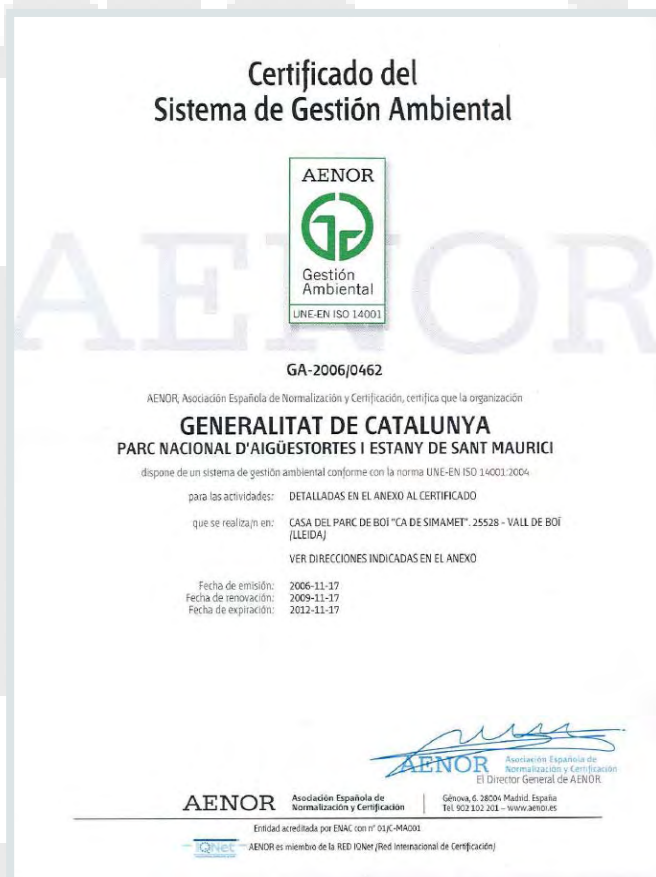 Certificado del
Sistema de Gestión Ambiental
AENOR
Gestión
Ambiental
UNE-EN ISO 14001
AENOR
GA-2006/0462
AENOR, Asociación Española de Normalización y Certificación, certifica que la organización
GENERALITAT DE CATALUNYA
PARC NACIONAL D'AIGÜESTORTES I ESTANY DE SANT MAURICI
dispone de un sistema de gestión ambiental conforme con la norma UNE-EN ISO 14001:2004
para las actividades: DETALLADAS EN EL ANEXO AL CERTIFICADO
que se realiza/n en: CASA DEL PARC DE BOÍ "CA DE SIMAMET". 25528 - VALL DE BOÍ
(LLEIDA)
VER DIRECCIONES INDICADAS EN EL ANEXO
Fecha de emisión: 2006-11-17
Fecha de renovación: 2009-11-17
Fecha de expiración: 2012-11-17
AENOR Asociación Española de
Normalización y Certificación
El Director General de AENOR
AENOR Asociación Española de
Normalización y Certificación
Génova, 6. 28004 Madrid. España
Tel. 902 102 201 – www.aenor.es
Entidad acreditada por ENAC con nº 01/C-MA001
IQNet AENOR es miembro de la RED IQNet (Red Internacional de Certificación)